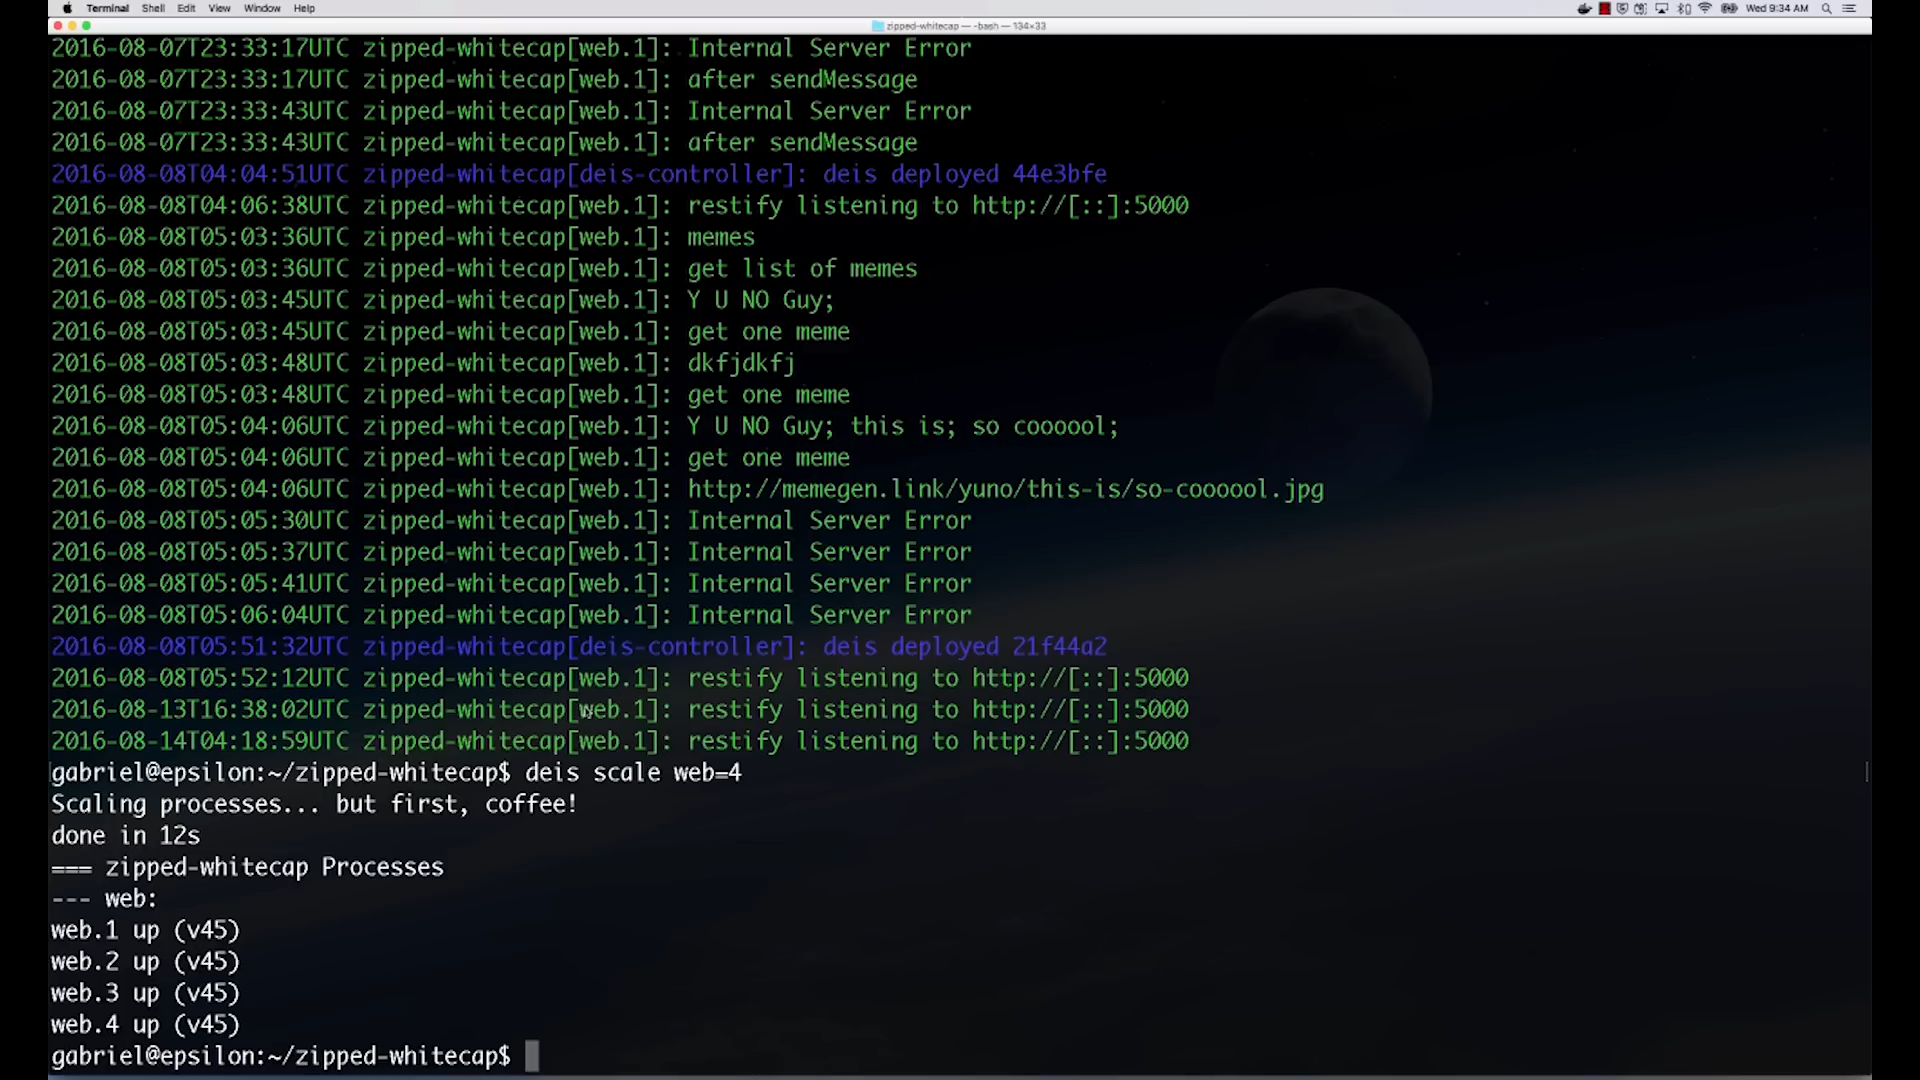 Terminal Shell Edit View Window Help Wed 9:34 AM
zipped-whitecap — -bash — 134×33
2016-08-07T23:33:17UTC zipped-whitecap[web.1]: Internal Server Error
2016-08-07T23:33:17UTC zipped-whitecap[web.1]: after sendMessage
2016-08-07T23:33:43UTC zipped-whitecap[web.1]: Internal Server Error
2016-08-07T23:33:43UTC zipped-whitecap[web.1]: after sendMessage
2016-08-08T04:04:51UTC zipped-whitecap[deis-controller]: deis deployed 44e3bfe
2016-08-08T04:06:38UTC zipped-whitecap[web.1]: restify listening to http://[::]:5000
2016-08-08T05:03:36UTC zipped-whitecap[web.1]: memes
2016-08-08T05:03:36UTC zipped-whitecap[web.1]: get list of memes
2016-08-08T05:03:45UTC zipped-whitecap[web.1]: Y U NO Guy;
2016-08-08T05:03:45UTC zipped-whitecap[web.1]: get one meme
2016-08-08T05:03:48UTC zipped-whitecap[web.1]: dkfjdkfj
2016-08-08T05:03:48UTC zipped-whitecap[web.1]: get one meme
2016-08-08T05:04:06UTC zipped-whitecap[web.1]: Y U NO Guy; this is; so coooool;
2016-08-08T05:04:06UTC zipped-whitecap[web.1]: get one meme
2016-08-08T05:04:06UTC zipped-whitecap[web.1]: http://memegen.link/yuno/this-is/so-coooool.jpg
2016-08-08T05:05:30UTC zipped-whitecap[web.1]: Internal Server Error
2016-08-08T05:05:37UTC zipped-whitecap[web.1]: Internal Server Error
2016-08-08T05:05:41UTC zipped-whitecap[web.1]: Internal Server Error
2016-08-08T05:06:04UTC zipped-whitecap[web.1]: Internal Server Error
2016-08-08T05:51:32UTC zipped-whitecap[deis-controller]: deis deployed 21f44a2
2016-08-08T05:52:12UTC zipped-whitecap[web.1]: restify listening to http://[::]:5000
2016-08-13T16:38:02UTC zipped-whitecap[web.1]: restify listening to http://[::]:5000
2016-08-14T04:18:59UTC zipped-whitecap[web.1]: restify listening to http://[::]:5000
gabriel@epsilon:~/zipped-whitecap$ deis scale web=4
Scaling processes... but first, coffee!
done in 12s
=== zipped-whitecap Processes
--- web:
web.1 up (v45)
web.2 up (v45)
web.3 up (v45)
web.4 up (v45)
gabriel@epsilon:~/zipped-whitecap$